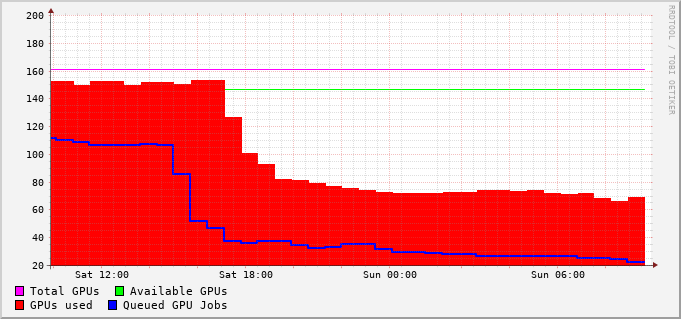 200
180
160
140
120
100
80
60
40
20
Sat 12:00 Sat 18:00 Sun 00:00 Sun 06:00
Total GPUs Available GPUs
GPUs used Queued GPU Jobs
RRDTOOL / TOBI OETIKER